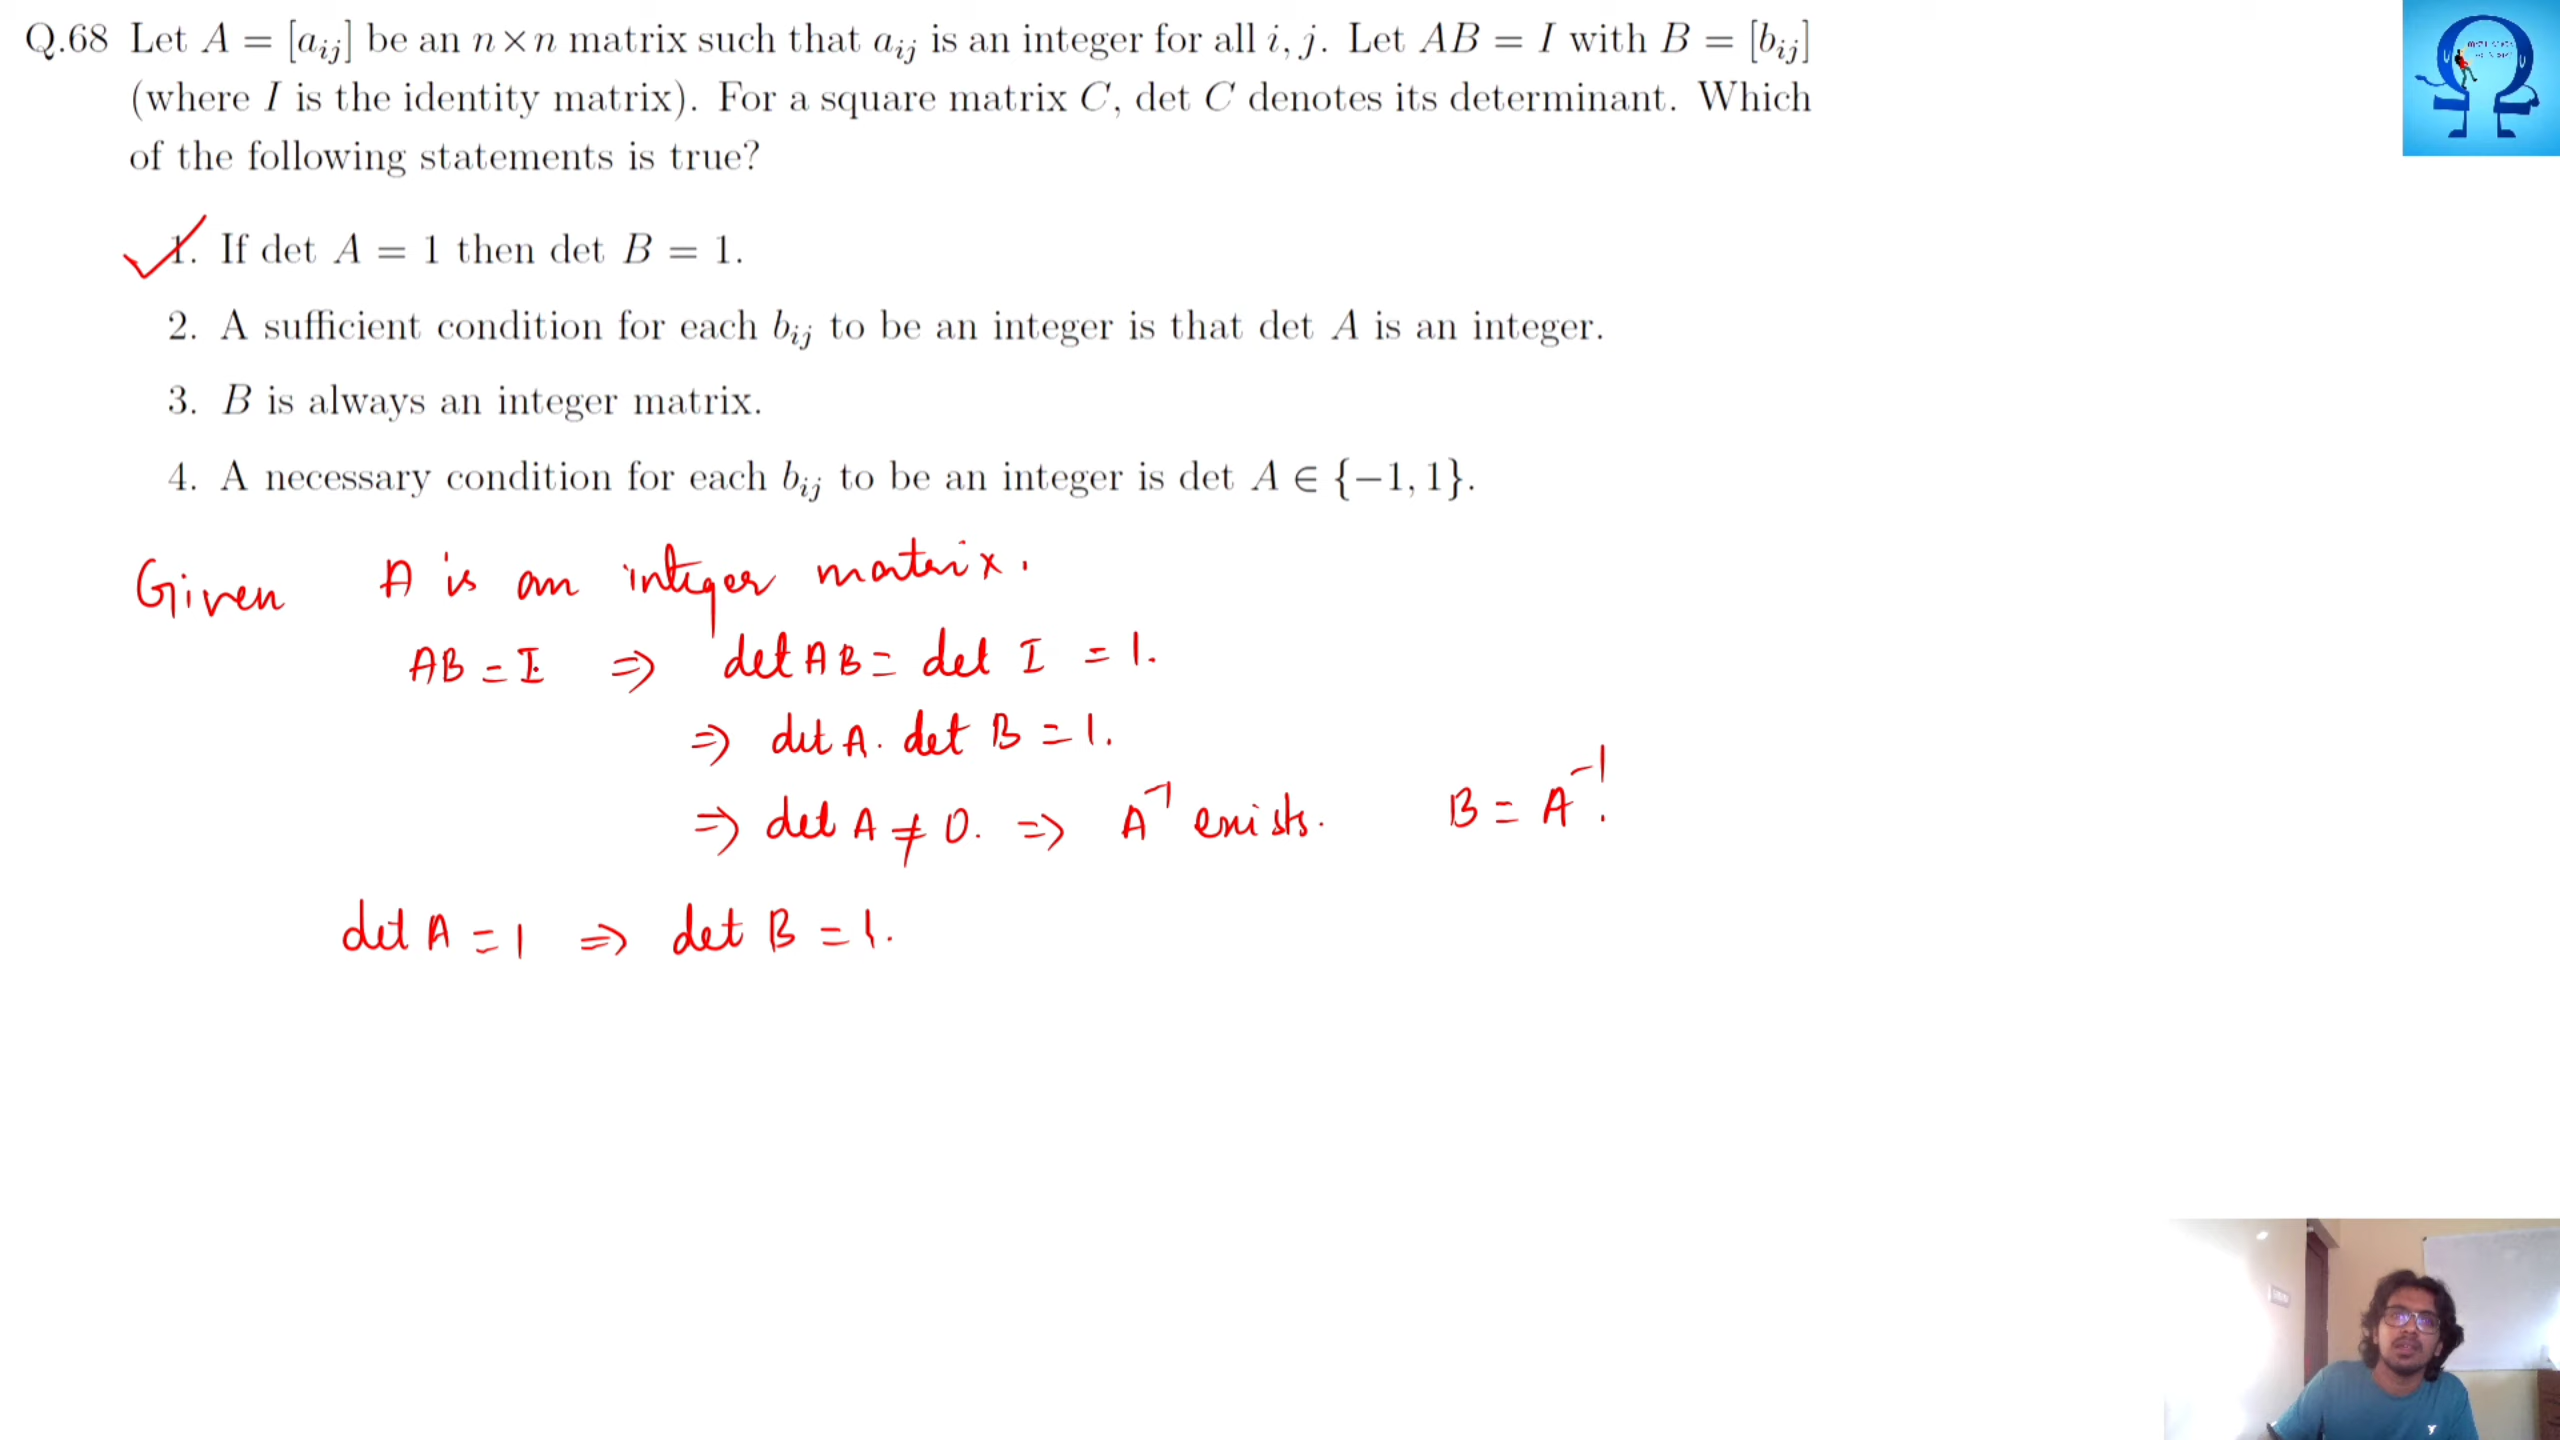 Q.68 Let A = [aᵢⱼ] be an n×n matrix such that aᵢⱼ is an integer for all i, j. Let AB = I with B = [bᵢⱼ]
(where I is the identity matrix). For a square matrix C, det C denotes its determinant. Which
of the following statements is true?
1. If det A = 1 then det B = 1.
2. A sufficient condition for each bᵢⱼ to be an integer is that det A is an integer.
3. B is always an integer matrix.
4. A necessary condition for each bᵢⱼ to be an integer is det A ∈ {−1, 1}.
Given A is an integer matrix.
AB = I ⇒ det AB = det I = 1.
⇒ det A. det B = 1.
⇒ det A ≠ 0. ⇒ A⁻¹ exists. B = A⁻¹.
det A = 1 ⇒ det B = 1.